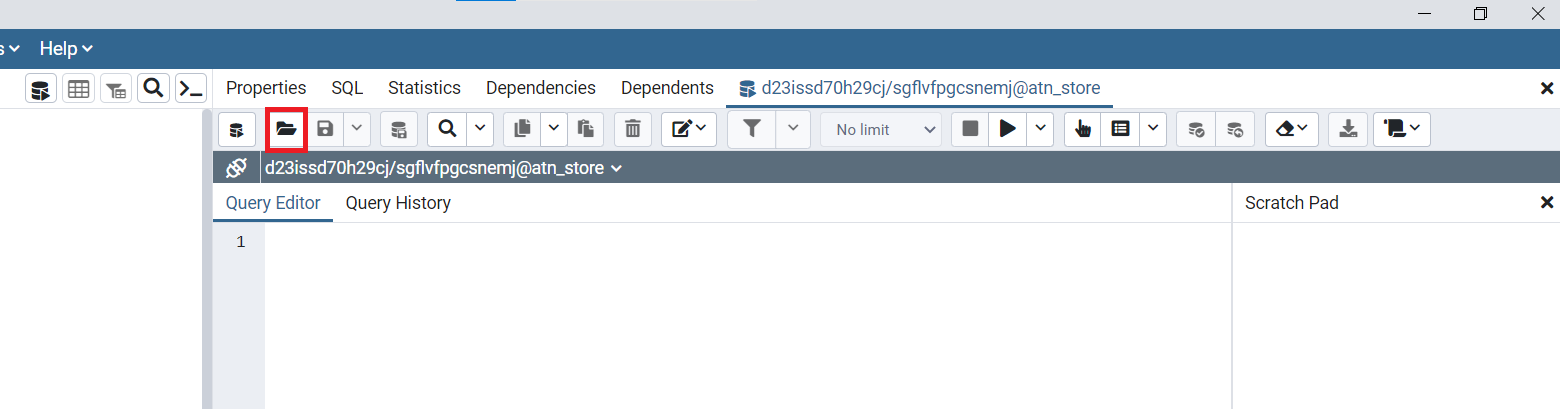 s Help
Properties SQL Statistics Dependencies Dependents d23issd70h29cj/sgflvfpgcsnemj@atn_store
No limit
d23issd70h29cj/sgflvfpgcsnemj@atn_store
Query Editor Query History Scratch Pad
1